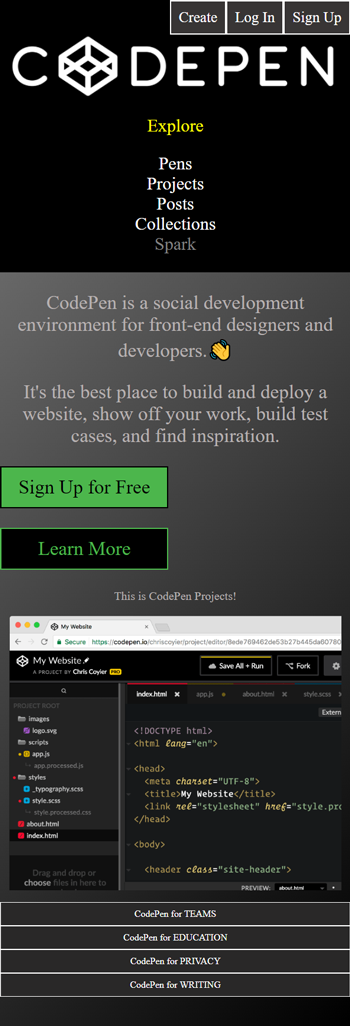 Create Log In Sign Up
CODEPEN
Explore
Pens
Projects
Posts
Collections
Spark
CodePen is a social development
environment for front-end designers and
developers. 👋
It's the best place to build and deploy a
website, show off your work, build test
cases, and find inspiration.
Sign Up for Free
Learn More
This is CodePen Projects!
My Website
Secure https://codepen.io/chriscoyier/project/editor/8ede769462de53b27b445da60780
My Website
A PROJECT BY Chris Coyier PRO
Save All + Run
Fork
index.html
app.js
about.html
style.css
PROJECT ROOT
Extern
images
logo.svg
scripts
app.js
app.processed.js
styles
_typography.scss
style.scss
style.processed.css
about.html
index.html
<!DOCTYPE html>
<html lang="en">
<head>
<meta charset="UTF-8">
<title>My Website</title>
<link rel="stylesheet" href="style.pro
</head>
<body>
<header class="site-header">
Drag and drop or
choose files in here to
PREVIEW: about.html
CodePen for TEAMS
CodePen for EDUCATION
CodePen for PRIVACY
CodePen for WRITING